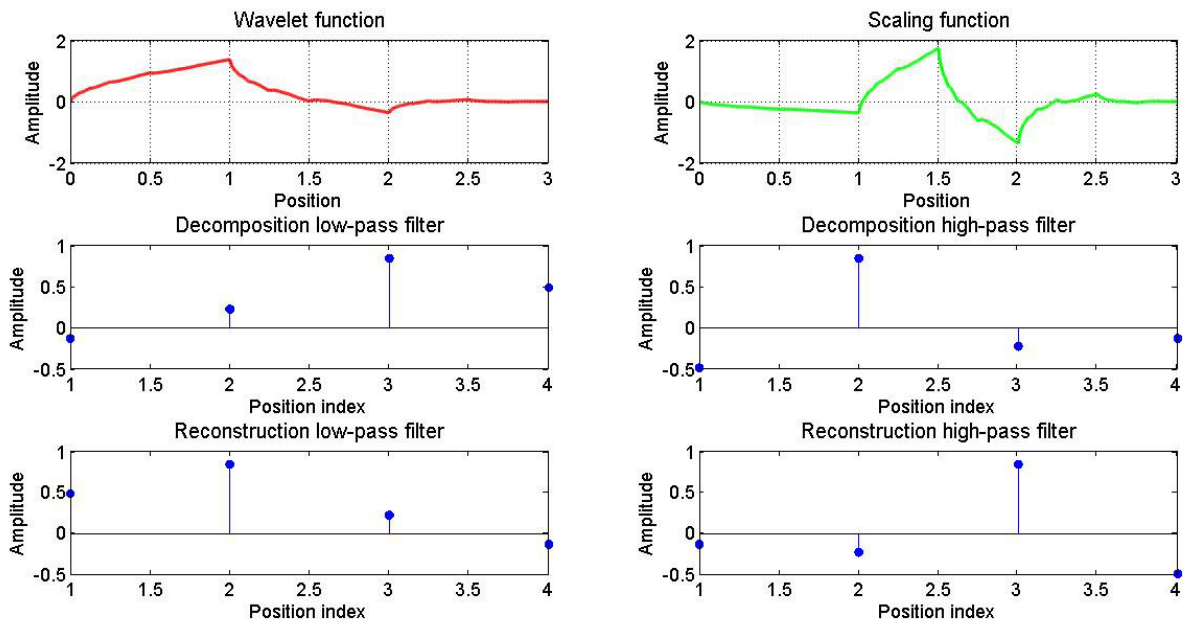 Wavelet function
2
0
-2
0 0.5 1 1.5 2 2.5 3
Amplitude
Position
Scaling function
2
0
-2
0 0.5 1 1.5 2 2.5 3
Amplitude
Position
Decomposition low-pass filter
1
0.5
0
-0.5
1 1.5 2 2.5 3 3.5 4
Amplitude
Position index
Decomposition high-pass filter
1
0.5
0
-0.5
1 1.5 2 2.5 3 3.5 4
Amplitude
Position index
Reconstruction low-pass filter
1
0.5
0
-0.5
1 1.5 2 2.5 3 3.5 4
Amplitude
Position index
Reconstruction high-pass filter
1
0.5
0
-0.5
1 1.5 2 2.5 3 3.5 4
Amplitude
Position index